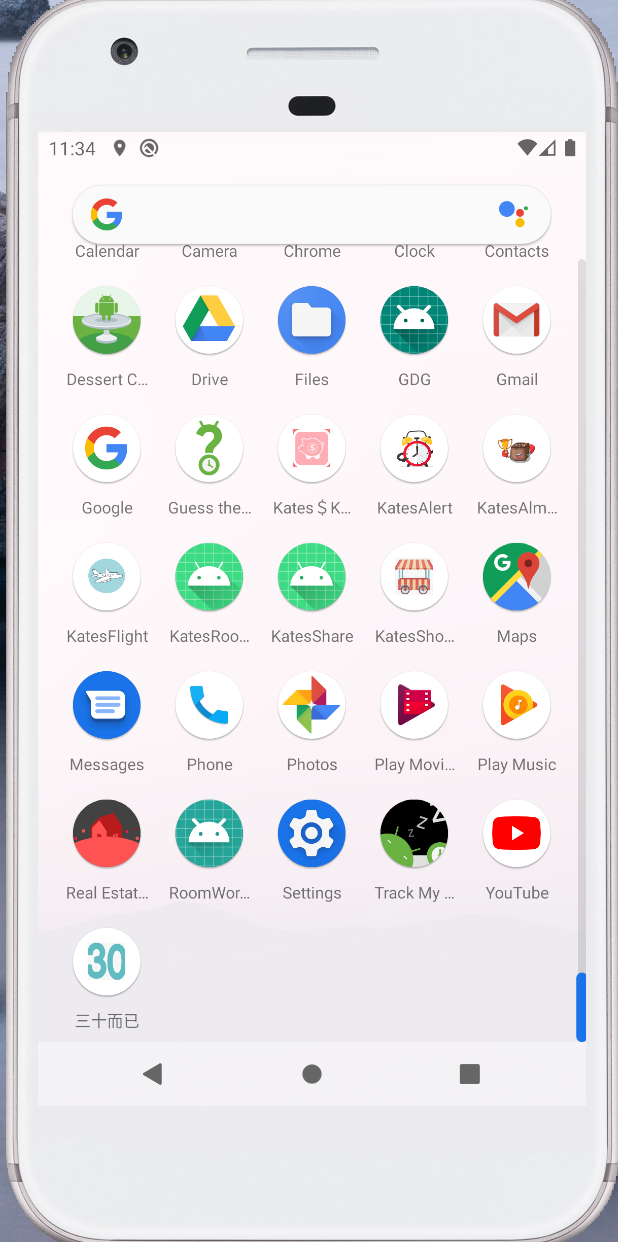 11:34
Calendar Camera Chrome Clock Contacts
Dessert C... Drive Files GDG Gmail
Google Guess the... Kates$K... KatesAlert KatesAlm...
KatesFlight KatesRoo... KatesShare KatesSho... Maps
Messages Phone Photos Play Movi... Play Music
Real Estat... RoomWor... Settings Track My ... YouTube
30
三十而已